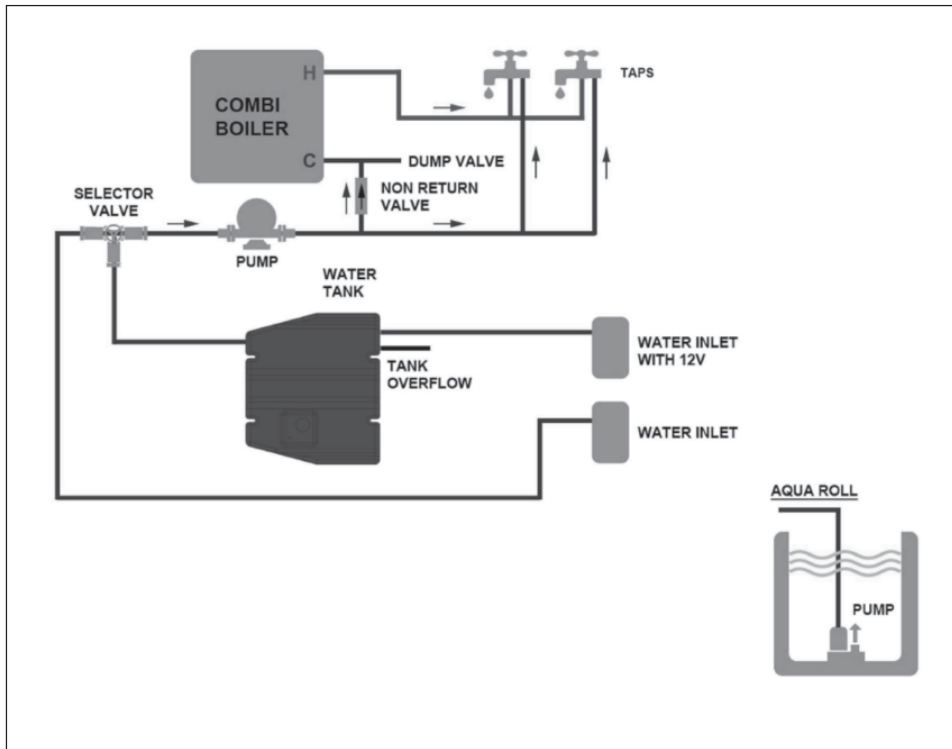 H
TAPS
COMBI
BOILER
C
DUMP VALVE
NON RETURN
VALVE
SELECTOR
VALVE
PUMP
WATER
TANK
WATER INLET
WITH 12V
TANK
OVERFLOW
WATER INLET
AQUA ROLL
PUMP